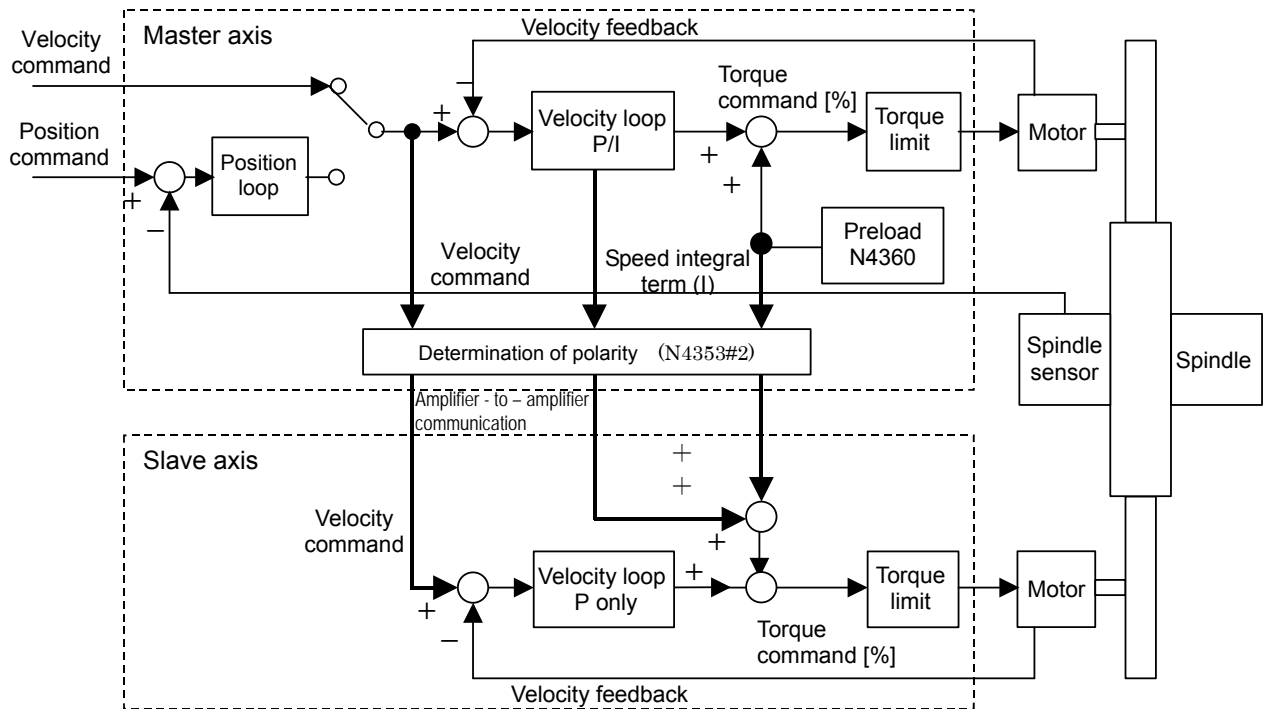 Master axis
Velocity feedback
Velocity
command
Torque
command [%]
−
+
Velocity loop
P/I
Torque
limit
Motor
Position
command
Position
loop
+
−
+
+
Preload
N4360
Velocity
command
Speed integral
term (I)
Spindle
sensor
Spindle
Determination of polarity (N4353#2)
Amplifier - to – amplifier
communication
Slave axis
+
+
Velocity
command
+
Velocity loop
P only
+
Torque
limit
Motor
+
−
Torque
command [%]
Velocity feedback